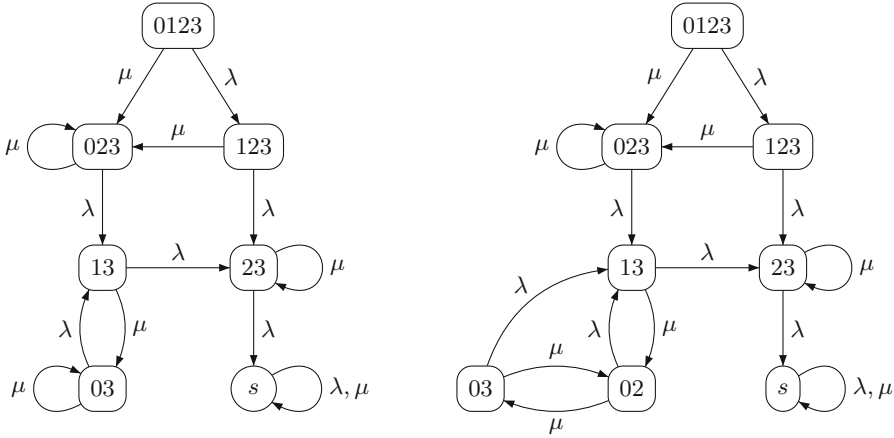 0123 0123
μ λ μ λ
μ μ μ μ
023 123 023 123
λ λ λ λ
13 λ 23 μ 13 λ 23 μ
λ μ λ λ λ μ λ
μ μ
03 s λ, μ 03 02 s λ, μ
μ